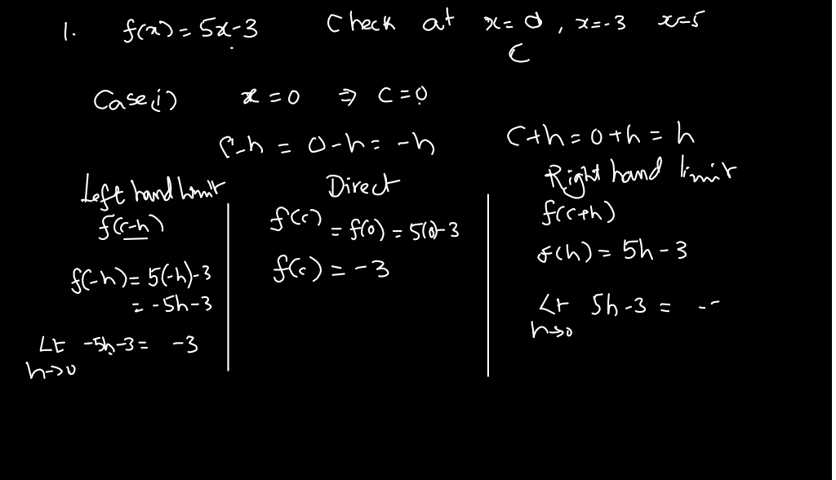 1. f(x) = 5x-3 Check at x=0, x=-3 x=5
C
Case(i) x=0 ⇒ C=0
C-h = 0-h = -h
C+h = 0+h = h
Left hand limit
f(c-h)
f(-h) = 5(-h)-3
= -5h-3
Lt -5h-3 = -3
h→0
Direct
f(c) = f(0) = 5(0)-3
f(c) = -3
Right hand limit
f(c+h)
f(h) = 5h-3
Lt 5h-3 =
h→0